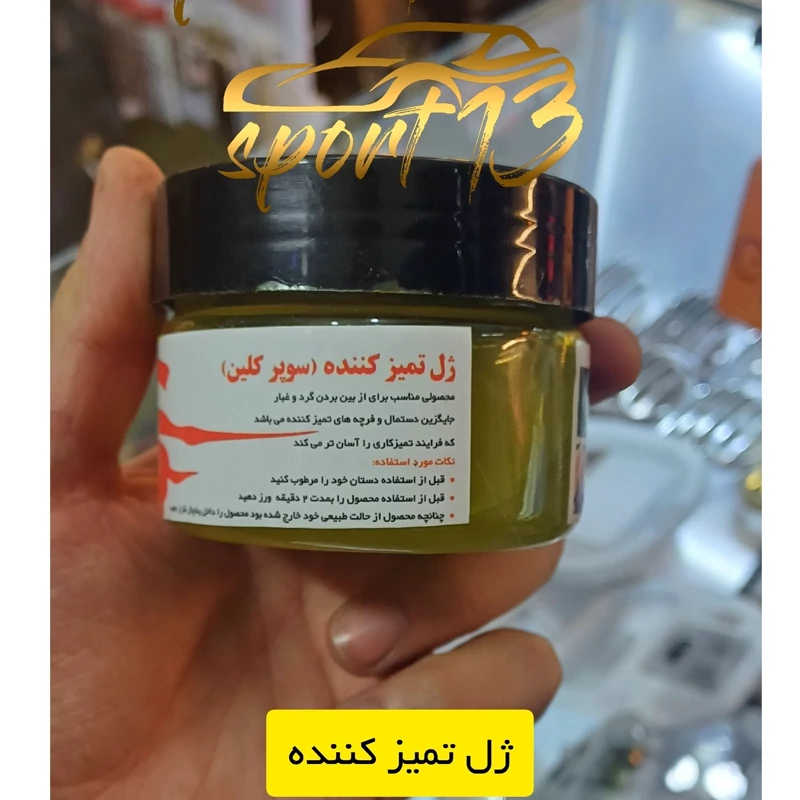 sport13
ژل تمیز کننده (سوپر کلین)
محصولی مناسب برای از بین بردن گرد و غبار
جایگزین دستمال و فرچه های تمیز کننده می باشد
که فرایند تمیزکاری را آسان تر می کند
نکات مورد استفاده:
• قبل از استفاده دستان خود را مرطوب کنید
• قبل از استفاده محصول را بمدت ۲ دقیقه ورز دهید
• چنانچه محصول از حالت طبیعی خود خارج شده بود محصول را داخل یخچال قرار
ژل تمیز کننده